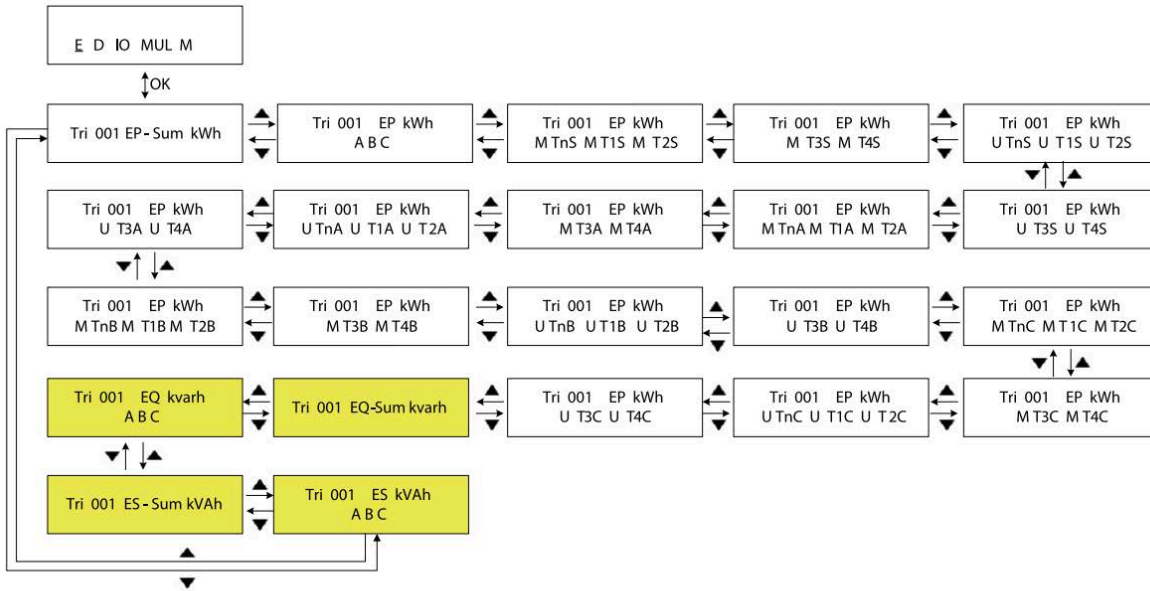 E D IO MUL M
OK
Tri 001 EP-Sum kWh
Tri 001 EP kWh
A B C
Tri 001 EP kWh
M TnS M T1S M T2S
Tri 001 EP kWh
M T3S M T4S
Tri 001 EP kWh
U TnS U T1S U T2S
Tri 001 EP kWh
U T3A U T4A
Tri 001 EP kWh
U TnA U T1A U T2A
Tri 001 EP kWh
M T3A M T4A
Tri 001 EP kWh
M TnA M T1A M T2A
Tri 001 EP kWh
U T3S U T4S
Tri 001 EP kWh
M TnB M T1B M T2B
Tri 001 EP kWh
M T3B M T4B
Tri 001 EP kWh
U TnB U T1B U T2B
Tri 001 EP kWh
U T3B U T4B
Tri 001 EP kWh
M TnC M T1C M T2C
Tri 001 EQ kvarh
A B C
Tri 001 EQ-Sum kvarh
Tri 001 EP kWh
U T3C U T4C
Tri 001 EP kWh
U TnC U T1C U T2C
Tri 001 EP kWh
M T3C M T4C
Tri 001 ES-Sum kVAh
Tri 001 ES kVAh
A B C